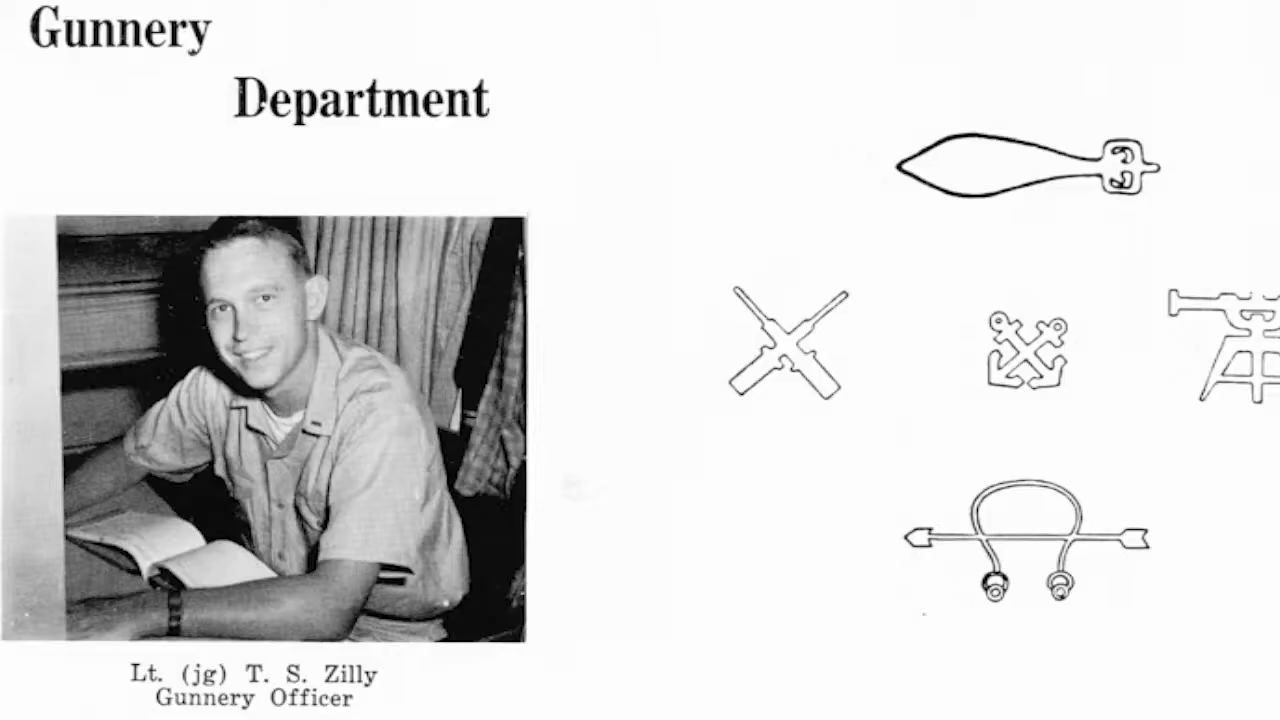 Gunnery
Department
Lt. (jg) T. S. Zilly
Gunnery Officer